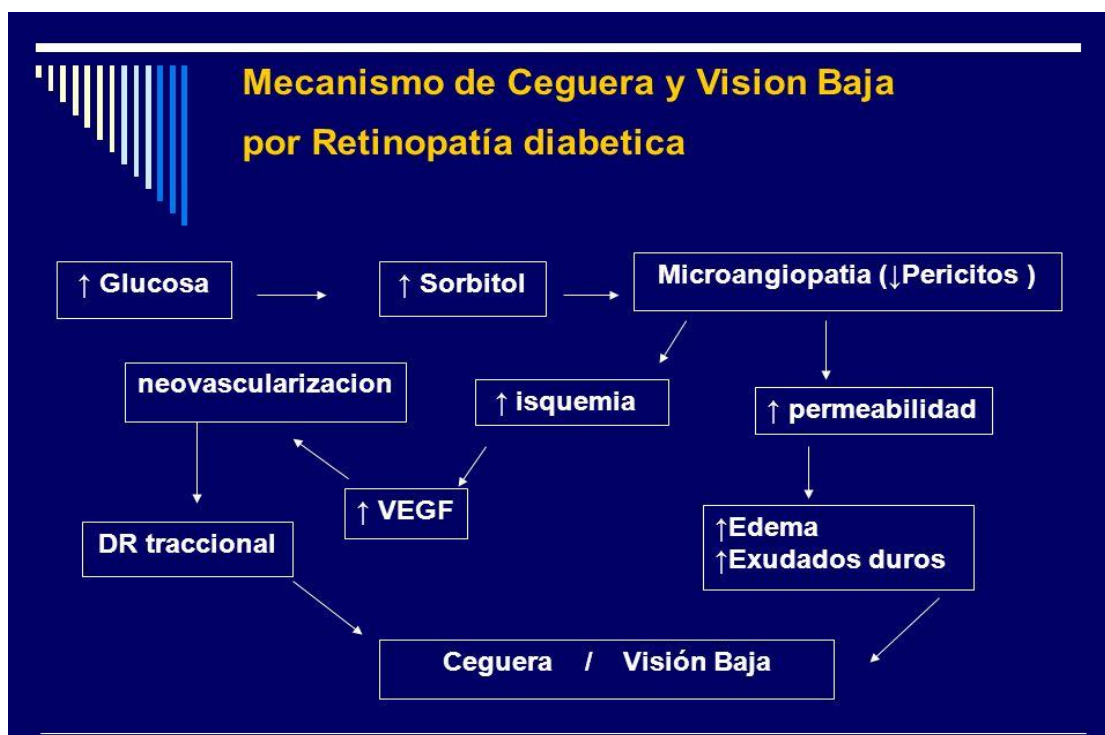 Mecanismo de Ceguera y Vision Baja
por Retinopatía diabetica
↑ Glucosa
↑ Sorbitol
Microangiopatia (↓Pericitos )
neovascularizacion
↑ isquemia
↑ permeabilidad
↑ VEGF
DR traccional
↑Edema
↑Exudados duros
Ceguera / Visión Baja